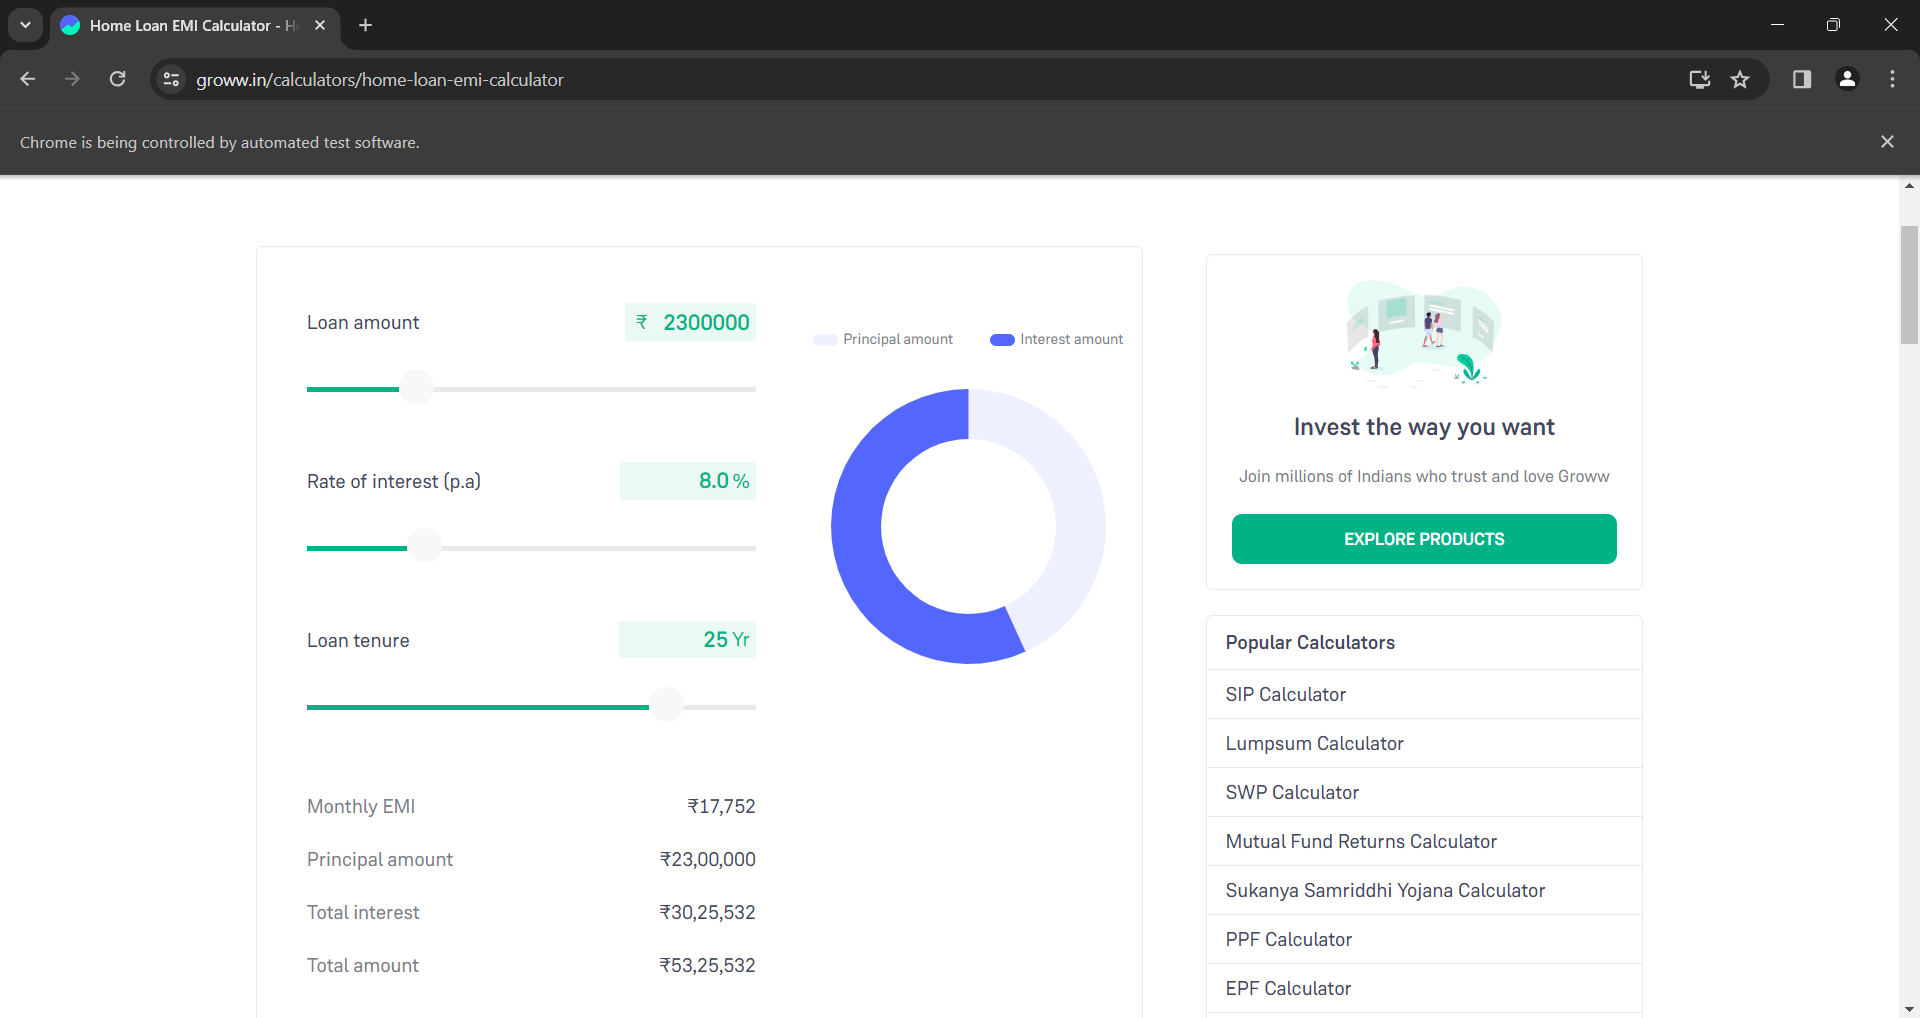 Home Loan EMI Calculator - H
groww.in/calculators/home-loan-emi-calculator
Chrome is being controlled by automated test software.
Loan amount
₹ 2300000
Principal amount
Interest amount
Rate of interest (p.a)
8.0 %
Loan tenure
25 Yr
Monthly EMI
₹17,752
Principal amount
₹23,00,000
Total interest
₹30,25,532
Total amount
₹53,25,532
Invest the way you want
Join millions of Indians who trust and love Groww
EXPLORE PRODUCTS
Popular Calculators
SIP Calculator
Lumpsum Calculator
SWP Calculator
Mutual Fund Returns Calculator
Sukanya Samriddhi Yojana Calculator
PPF Calculator
EPF Calculator